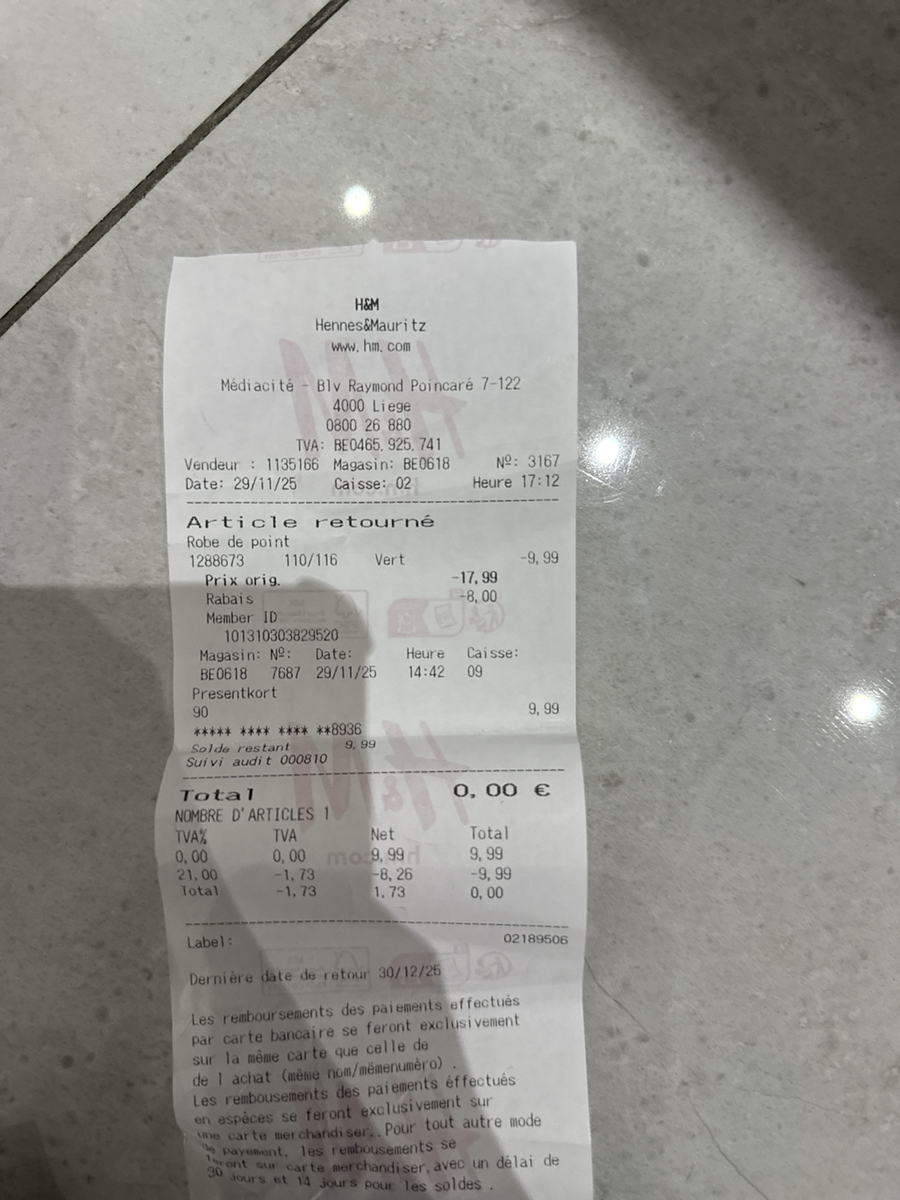 H&M
Hennes&Mauritz
www.hm.com
Médiacité - Blv Raymond Poincaré 7-122
4000 Liege
0800 26 880
TVA: BE0465.925.741
Vendeur : 1135166 Magasin: BE0618 Nº: 3167
Date: 29/11/25 Caisse: 02 Heure 17:12
Article retourné
Robe de point
1288673 110/116 Vert -9,99
Prix orig. -17,99
Rabais -8,00
Member ID
101310303829520
Magasin: Nº: Date: Heure Caisse:
BE0618 7687 29/11/25 14:42 09
Presentkort
90 9,99
***** **** **** **8936
Solde restant 9,99
Suivi audit 000810
Total 0,00 €
NOMBRE D'ARTICLES 1
TVA% TVA Net Total
0,00 0,00 9,99 9,99
21,00 -1,73 -8,26 -9,99
Total -1,73 1,73 0,00
Label: 02189506
Dernière date de retour 30/12/25
Les remboursements des paiements effectués
par carte bancaire se feront exclusivement
sur la même carte que celle de
de l achat (même nom/mëmenuméro) .
Les rembousements des paiements éffectués
en espèces se feront exclusivement sur
une carte merchandiser.. Pour tout autre mode
de payement, les rembousements se
feront sur carte merchandiser, avec un délai de
30 Jours et 14 jours pour les soldes .